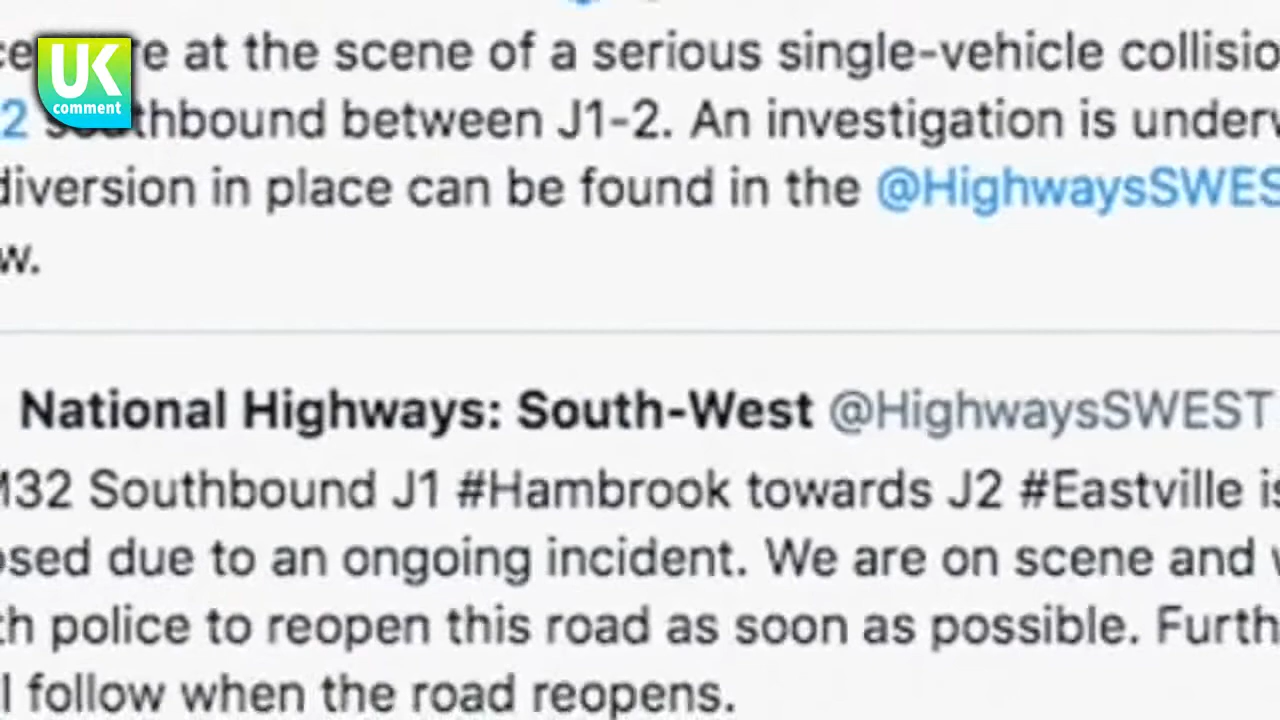 UK
comment
re at the scene of a serious single-vehicle collisio
2 southbound between J1-2. An investigation is underw
diversion in place can be found in the @HighwaysSWES
w.
National Highways: South-West @HighwaysSWEST
M32 Southbound J1 #Hambrook towards J2 #Eastville is
osed due to an ongoing incident. We are on scene and w
th police to reopen this road as soon as possible. Furth
l follow when the road reopens.